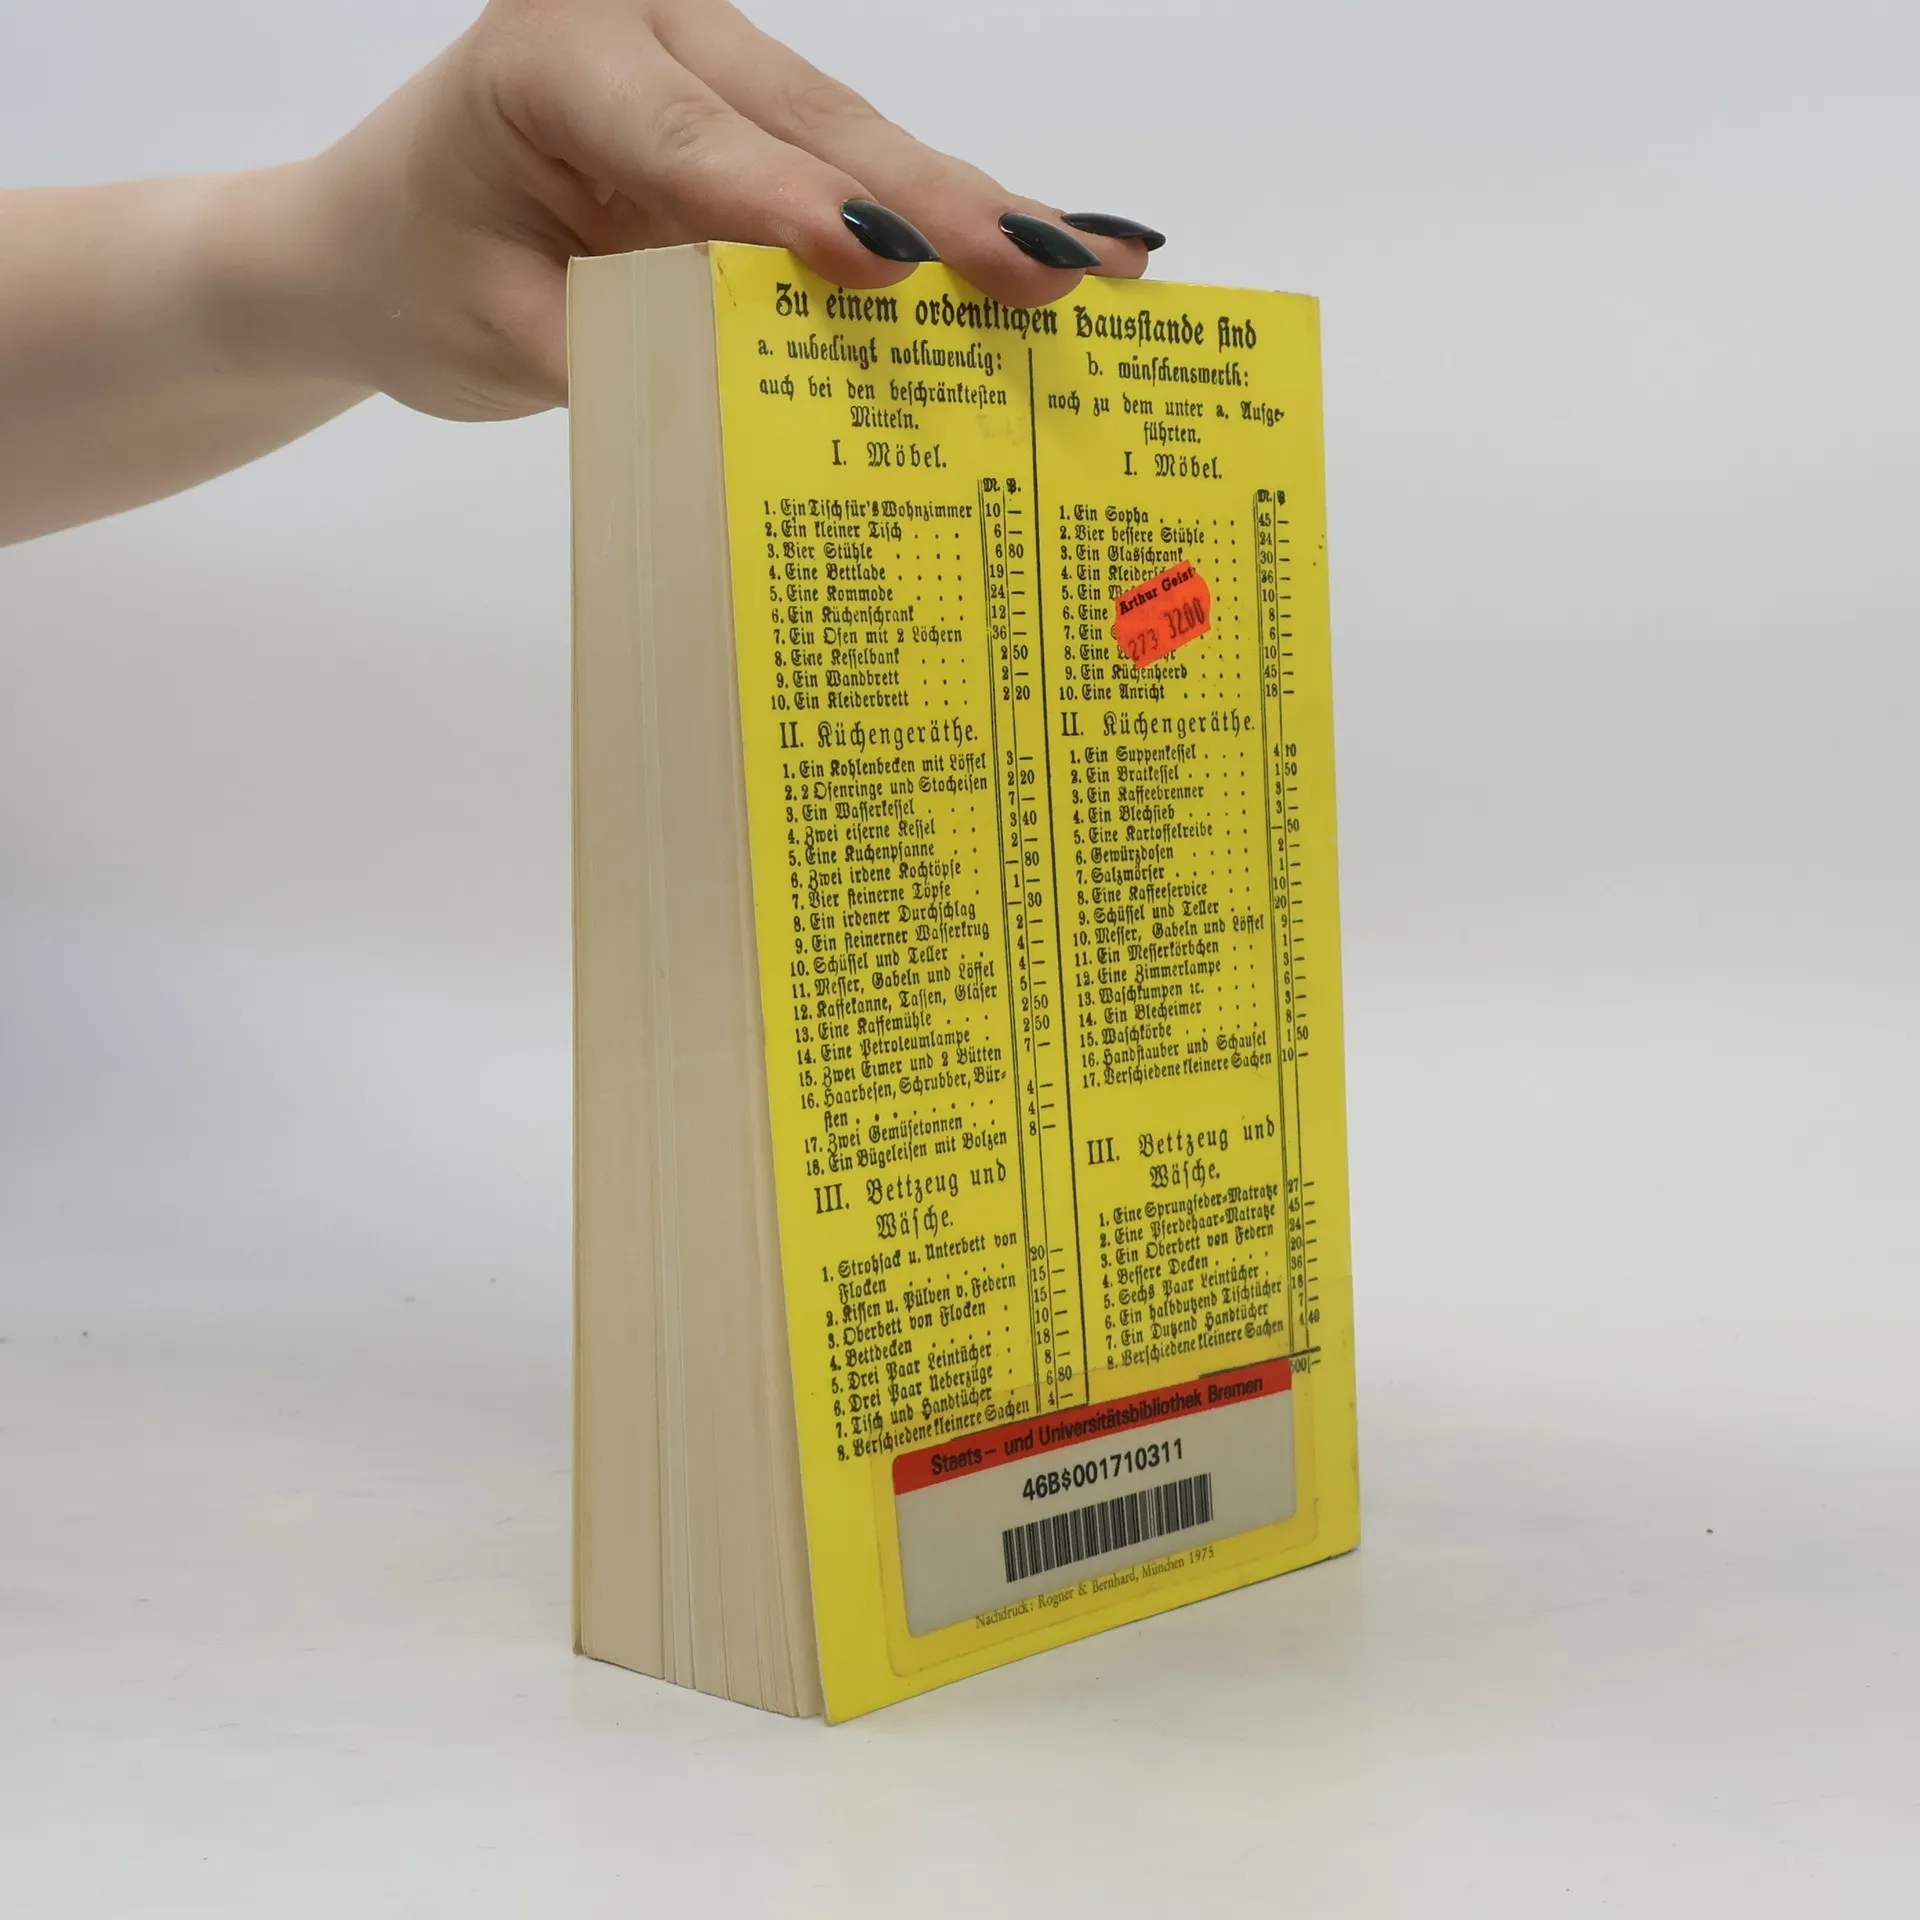 Zu einem ordentlichen Hausstande sind
a. unbedingt nothwendig:
auch bei den beschränktesten
Mitteln.
I. Möbel.
M. P.
1. Ein Tisch für's Wohnzimmer 10 —
2. Ein kleiner Tisch . . . 6 —
3. Vier Stühle . . . . 6 80
4. Eine Bettlade . . . . 19 —
5. Eine Kommode . . . 24 —
6. Ein Küchenschrank . . 12 —
7. Ein Ofen mit 2 Löchern 36 —
8. Eine Kesselbank . . . 2 50
9. Ein Wandbrett . . . 2 —
10. Ein Kleiderbrett . . . 2 20
II. Küchengeräthe.
1. Ein Kohlenbecken mit Löffel 3 —
2. 2 Ofenringe und Stocheisen 2 20
3. Ein Wasserkessel . . . 7 —
4. Zwei eiserne Kessel . . 3 40
5. Eine Kuchenpfanne . . 2 —
6. Zwei irdene Kochtöpfe . — 80
7. Vier steinerne Töpfe . 1 —
8. Ein irdener Durchschlag — 30
9. Ein steinerner Wasserkrug 2 —
10. Schüssel und Teller . . 4 —
11. Messer, Gabeln und Löffel 4 —
12. Kaffekanne, Tassen, Gläser 5 —
13. Eine Kaffemühle . . . 2 50
14. Eine Petroleumlampe . 2 50
15. Zwei Eimer und 2 Bütten 7 —
16. Haarbesen, Schrubber, Bür-
sten . . . . . . . . 4 —
17. Zwei Gemüsetonnen . . 4 —
18. Ein Bügeleisen mit Bolzen 8 —
III. Bettzeug und
Wäsche.
1. Strohsack u. Unterbett von
Flocken . . . . . . 20 —
2. Kissen u. Pülven v. Federn 15 —
3. Oberbett von Flocken . 15 —
4. Bettdecken . . . . . 10 —
5. Drei Paar Leintücher . 18 —
6. Drei Paar Ueberzüge . 8 —
7. Tisch und Handtücher . 6 80
8. Verschiedene kleinere Sachen 4 —
b. wünschenswerth:
noch zu dem unter a. Aufge-
führten.
I. Möbel.
M. P
1. Ein Sopha . . . . . 45 —
2. Vier bessere Stühle . . 24 —
3. Ein Glasschrank . . . 30 —
4. Ein . . 36 —
5. Ein . . 10 —
6. Eine . . 8 —
7. Ein . . 6 —
8. Eine . . . 10 —
9. Ein Küchenheerd . . . 45 —
10. Eine Anricht . . . . 18 —
Arthur Geist
273 3200
II. Küchengeräthe.
1. Ein Suppenkessel . . . 4 20
2. Ein Bratkessel . . . . 1 50
3. Ein Kaffeebrenner . . 3 —
4. Ein Blechsieb . . . . 3 —
5. Eine Kartoffelreibe . . — 50
6. Gewürzdosen . . . . 2 —
7. Salzmörser . . . . . 1 —
8. Eine Kaffeeservice . . 10 —
9. Schüssel und Teller . . 20 —
10. Messer, Gabeln und Löffel 9 —
11. Ein Messerkörbchen . . 1 —
12. Eine Zimmerlampe . . 3 —
13. Waschkumpen ꝛc. . . . 6 —
14. Ein Blecheimer . . . 3 —
15. Waschkörbe . . . . . 8 —
16. Handstauber und Schaufel 1 50
17. Verschiedene kleinere Sachen 10 —
III. Bettzeug und
Wäsche.
1. Eine Sprungfeder-Matratze 27 —
2. Eine Pferdehaar-Matratze 45 —
3. Ein Oberbett von Federn 24 —
4. Bessere Decken . . . . 20 —
5. Sechs Paar Leintücher . 36 —
6. Ein halbdutzend Tischtücher 18 —
7. Ein Dutzend Handtücher 7 —
8. Verschiedene kleinere Sachen 4 40
Staats- und Universitätsbibliothek Bremen
46B$001710311
Nachdruck: Rogner & Bernhard, München 1975